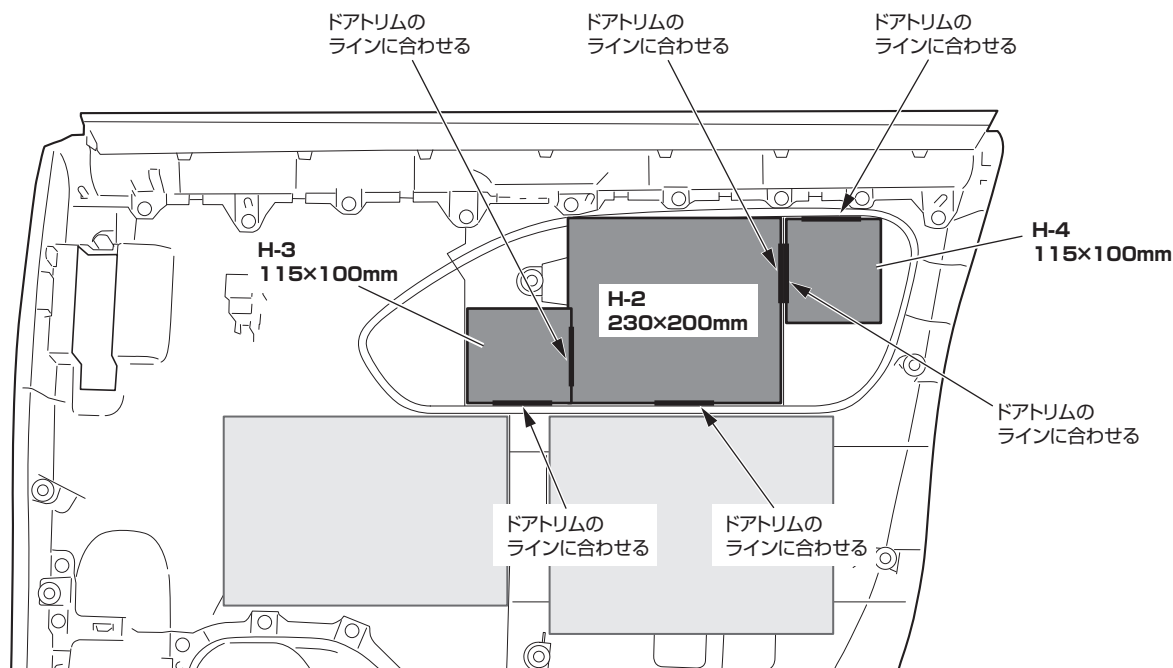 ドアトリムの
ラインに合わせる
ドアトリムの
ラインに合わせる
ドアトリムの
ラインに合わせる
H-3
115×100mm
H-2
230×200mm
H-4
115×100mm
ドアトリムの
ラインに合わせる
ドアトリムの
ラインに合わせる
ドアトリムの
ラインに合わせる